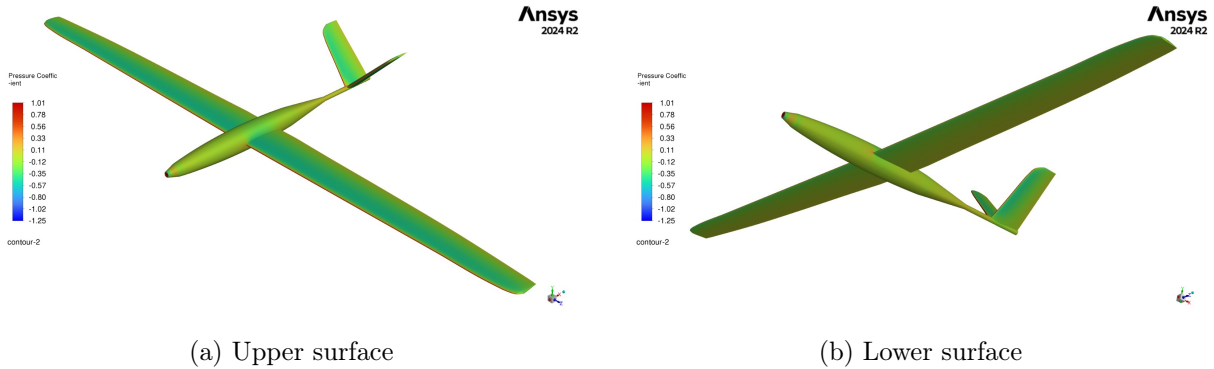 Ansys
2024 R2
Pressure Coeffic
-ient
1.01
0.78
0.56
0.33
0.11
-0.12
-0.35
-0.57
-0.80
-1.02
-1.25
contour-2
(a) Upper surface
Ansys
2024 R2
Pressure Coeffic
-ient
1.01
0.78
0.56
0.33
0.11
-0.12
-0.35
-0.57
-0.80
-1.02
-1.25
contour-2
(b) Lower surface